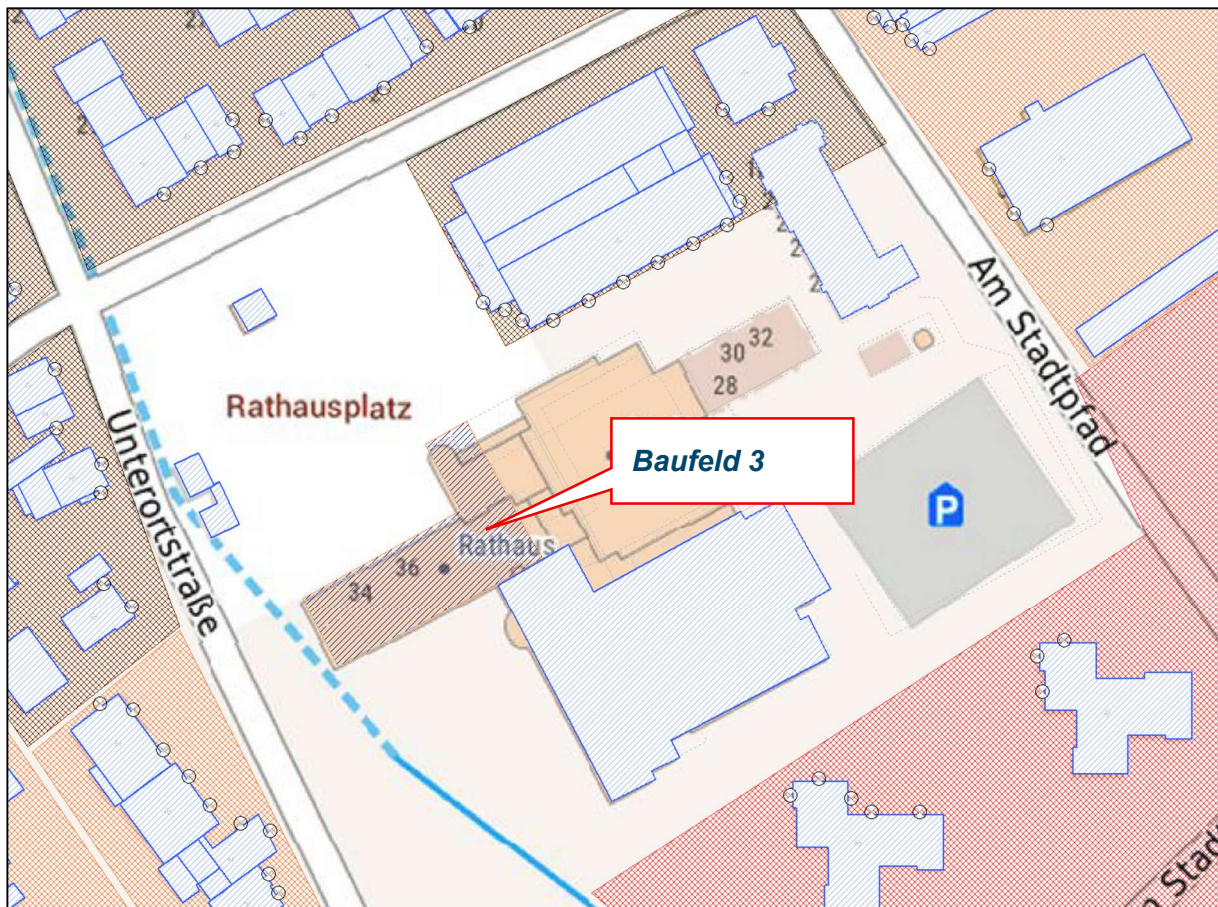 Am Stadtpfad
32
30
28
Rathausplatz
Baufeld 3
Unterortstraße
P
Rathaus
36
34